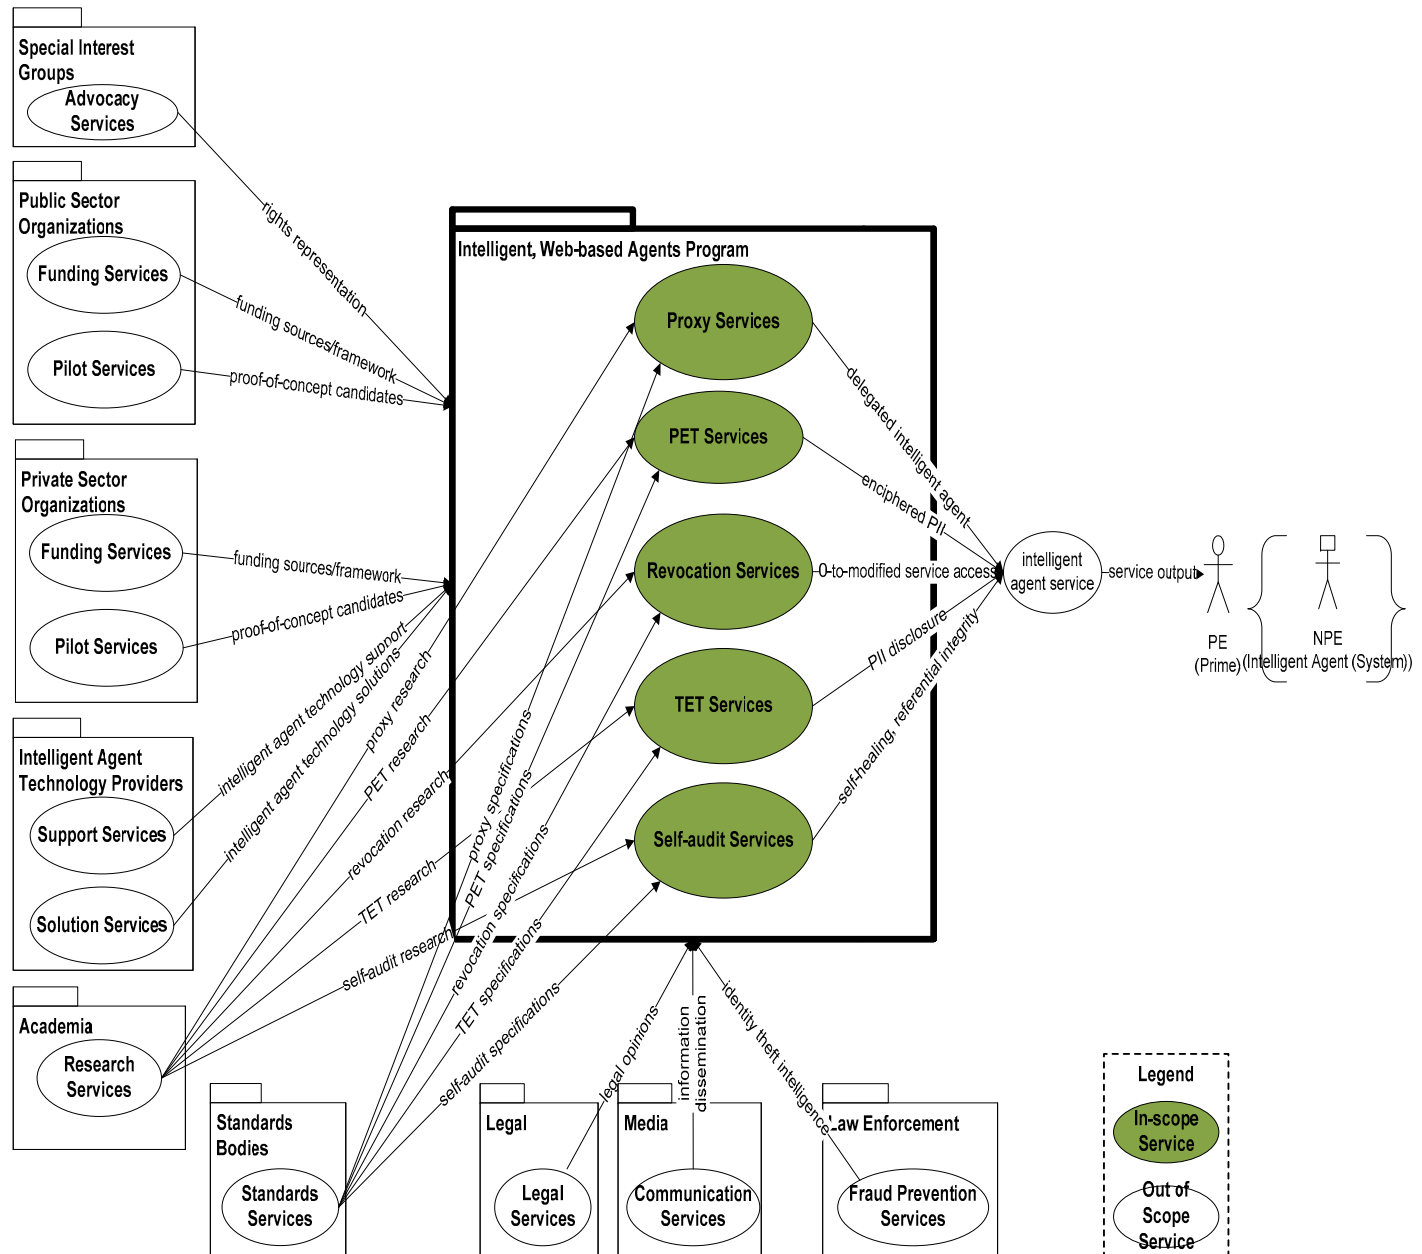 Special Interest
Groups
Advocacy
Services
Public Sector
Organizations
Funding Services
Pilot Services
Private Sector
Organizations
Funding Services
Pilot Services
Intelligent Agent
Technology Providers
Support Services
Solution Services
Academia
Research
Services
Standards
Bodies
Standards
Services
Legal
Legal
Services
Media
Communication
Services
Law Enforcement
Fraud Prevention
Services
rights representation
funding sources/framework
proof-of-concept candidates
funding sources/framework
proof-of-concept candidates
intelligent agent technology support
intelligent agent technology solutions
proxy research
PET research
revocation research
TET research
self-audit research
proxy specifications
PET specifications
revocation specifications
TET specifications
self-audit specifications
legal opinions
information
dissemination
identity theft intelligence
Intelligent, Web-based Agents Program
Proxy Services
PET Services
Revocation Services
TET Services
Self-audit Services
delegated intelligent agent
enciphered PII
0-to-modified service access
PII disclosure
self-healing, referential integrity
intelligent
agent service
service output
PE
(Prime)
NPE
(Intelligent Agent (System))
Legend
In-scope
Service
Out of
Scope
Service